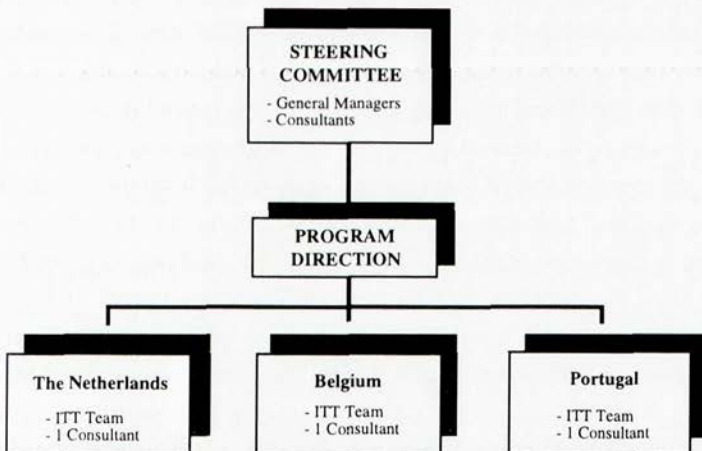 STEERING
COMMITTEE
- General Managers
- Consultants
PROGRAM
DIRECTION
The Netherlands
- ITT Team
- 1 Consultant
Belgium
- ITT Team
- 1 Consultant
Portugal
- ITT Team
- 1 Consultant